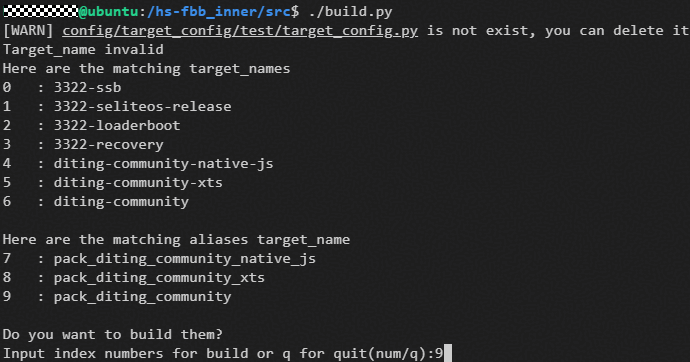 @ubuntu:/hs-fbb_inner/src$ ./build.py
[WARN] config/target_config/test/target_config.py is not exist, you can delete it
Target_name invalid
Here are the matching target_names
0   : 3322-ssb
1   : 3322-seliteos-release
2   : 3322-loaderboot
3   : 3322-recovery
4   : diting-community-native-js
5   : diting-community-xts
6   : diting-community
Here are the matching aliases target_name
7   : pack_diting_community_native_js
8   : pack_diting_community_xts
9   : pack_diting_community
Do you want to build them?
Input index numbers for build or q for quit(num/q):9